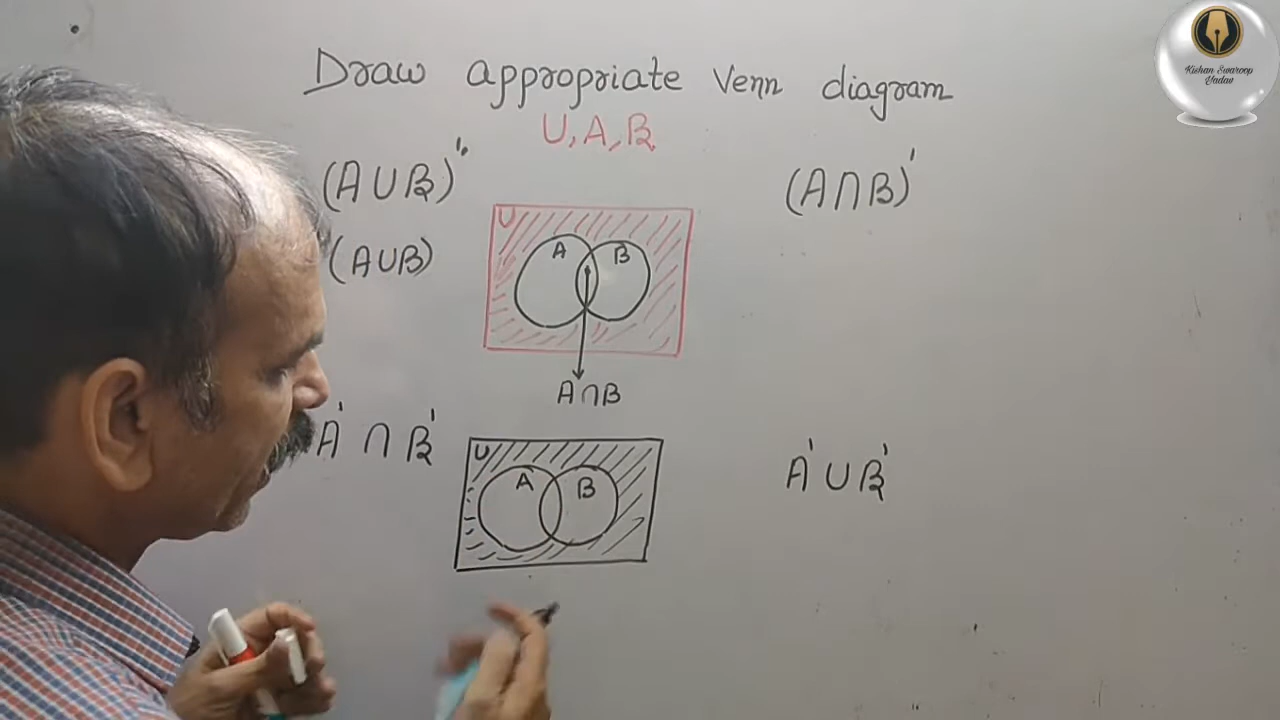 Draw appropriate Venn diagram
U, A, B
(A∪B)'
(A∩B)'
(A∪B)
U
A B
A∩B
A' ∩ B'
U
A B
A' ∪ B'
Kishan Swaroop
Yadav